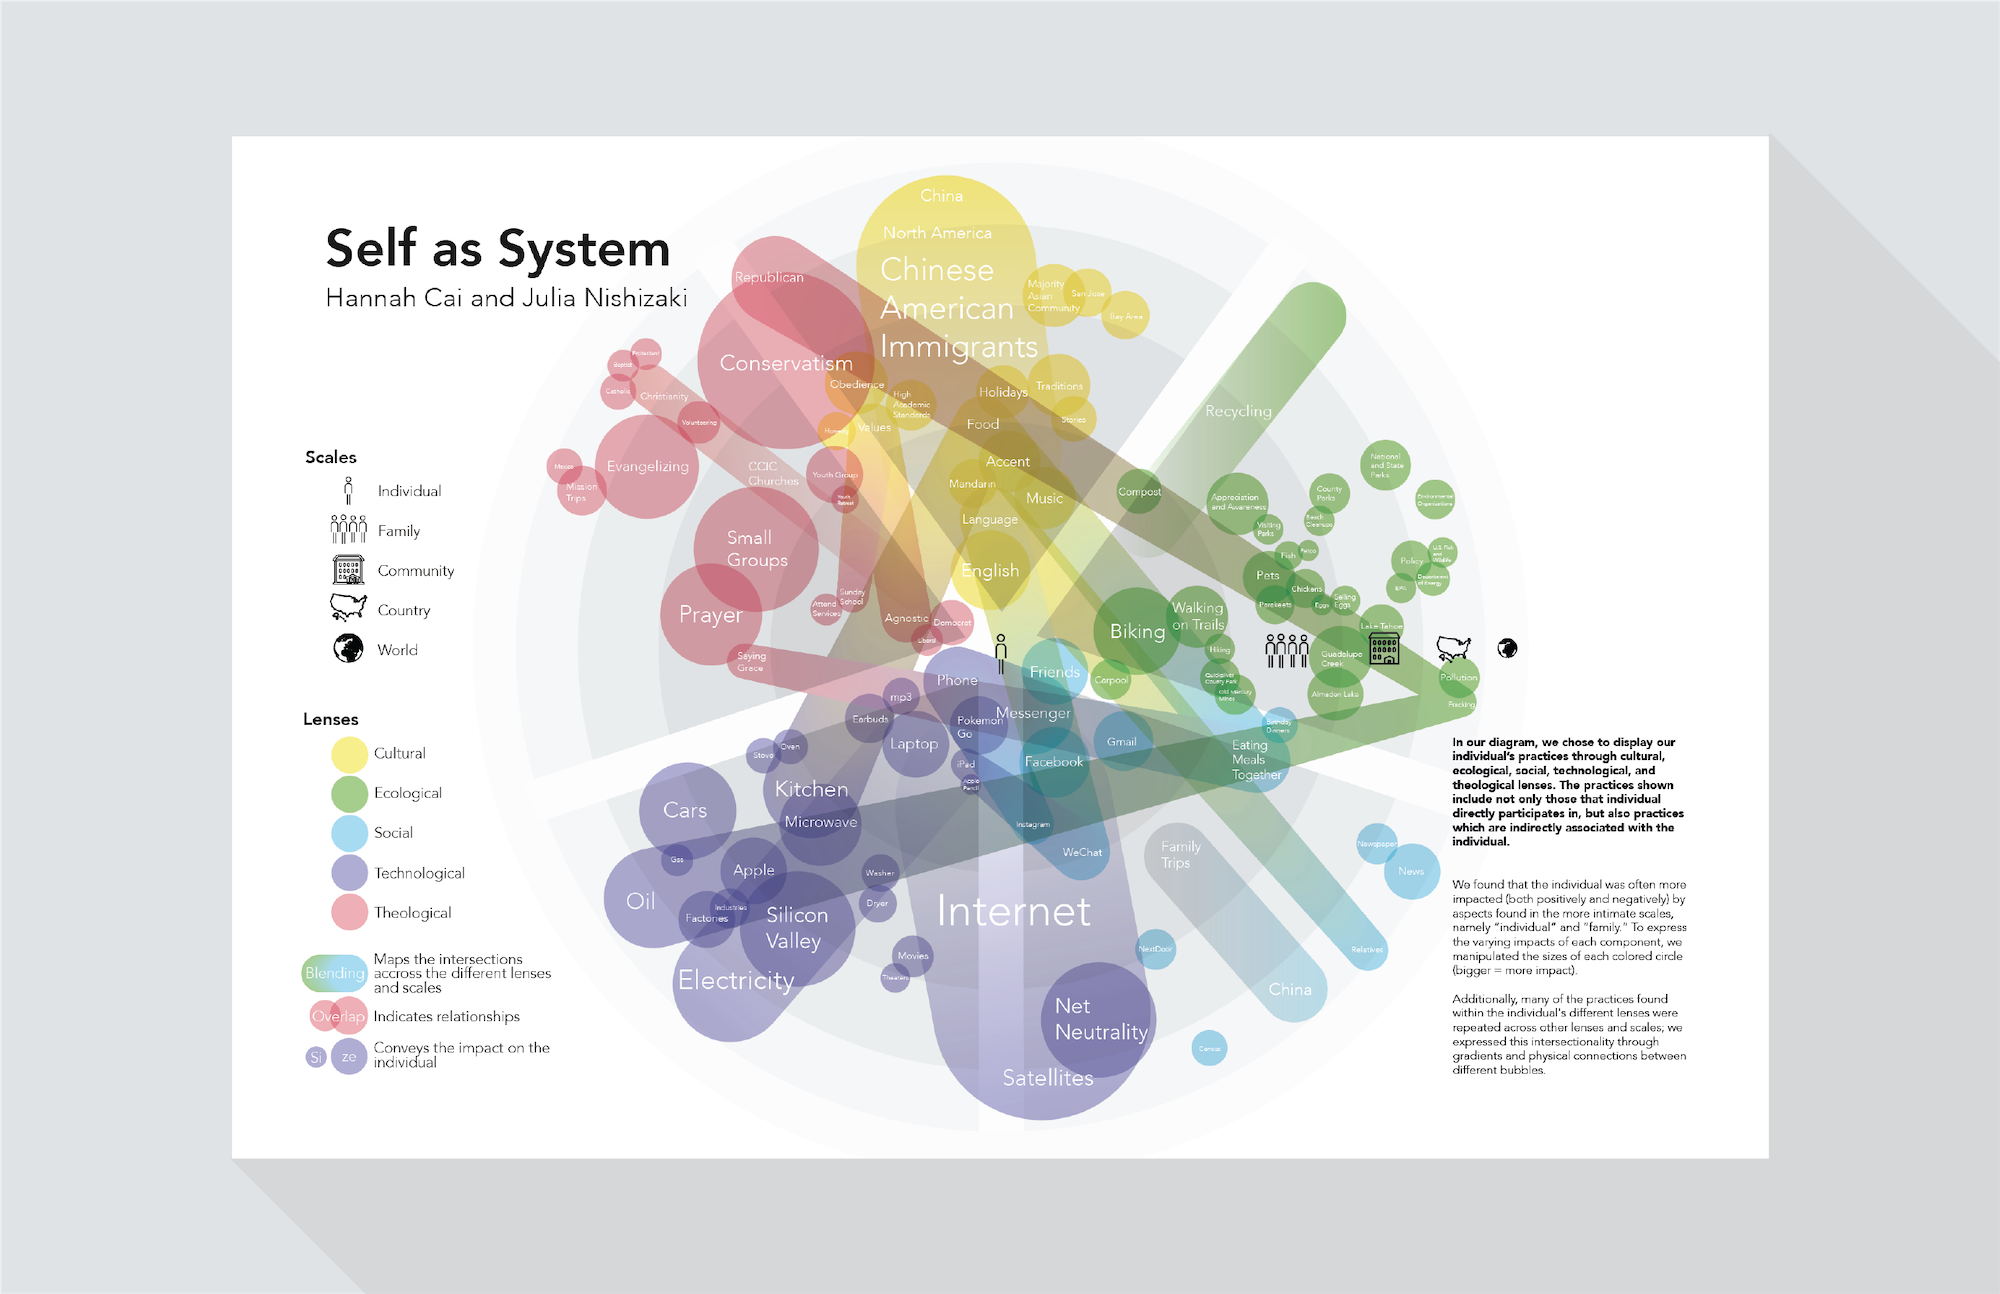 Self as System
Hannah Cai and Julia Nishizaki
Scales
Individual
Family
Community
Country
World
Lenses
Cultural
Ecological
Social
Technological
Theological
Blending
Maps the intersections
accross the different lenses
and scales
Overlap
Indicates relationships
Si ze
Conveys the impact on the
individual
China
North America
Chinese
American
Immigrants
Majority
Asian
Community
San Jose
Bay Area
Obedience
High
Academic
Standards
Honesty
Values
Holidays
Traditions
Stories
Food
Accent
Mandarin
Music
Language
English
Republican
Conservatism
Protestant
Baptist
Catholic
Christianity
Volunteering
Evangelizing
Mexico
Mission
Trips
CCIC
Churches
Youth Group
Youth
Retreat
Small
Groups
Prayer
Sunday
School
Attend
Services
Agnostic
Democrat
Liberal
Saying
Grace
Recycling
Compost
Appreciation
and Awareness
Visiting
Parks
County
Parks
Beach
Cleanups
National
and State
Parks
Environmental
Organizations
Fish
Petco
Pets
Chickens
Parakeets
Eggs
Selling
Eggs
Policy
U.S. Fish
and
Wildlife
Department
of Energy
EPA
Lake Tahoe
Guadalupe
Creek
Almaden Lake
Pollution
Fracking
Biking
Walking
on Trails
Hiking
Quicksilver
County Park
Old Mercury
Mines
Carpool
Friends
Messenger
Gmail
Facebook
Birthday
Dinners
Eating
Meals
Together
Instagram
WeChat
Family
Trips
China
Relatives
Newspaper
News
NextDoor
Census
Phone
mp3
Earbuds
Laptop
Pokemon
Go
iPad
Apple
Pencil
Stove
Oven
Kitchen
Microwave
Cars
Gas
Oil
Apple
Industries
Factories
Silicon
Valley
Electricity
Washer
Dryer
Movies
Theaters
Internet
Net
Neutrality
Satellites
In our diagram, we chose to display our
individual's practices through cultural,
ecological, social, technological, and
theological lenses. The practices shown
include not only those that individual
directly participates in, but also practices
which are indirectly associated with the
individual.
We found that the individual was often more
impacted (both positively and negatively) by
aspects found in the more intimate scales,
namely "individual" and "family." To express
the varying impacts of each component, we
manipulated the sizes of each colored circle
(bigger = more impact).
Additionally, many of the practices found
within the individual's different lenses were
repeated across other lenses and scales; we
expressed this intersectionality through
gradients and physical connections between
different bubbles.